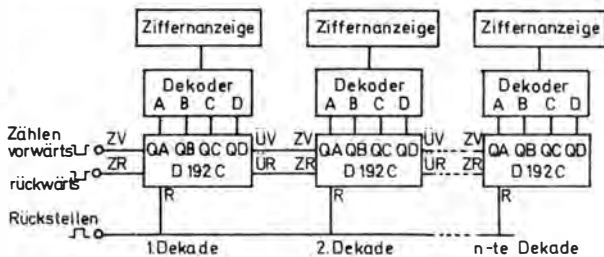 Ziffernanzeige Ziffernanzeige Ziffernanzeige
Dekoder Dekoder Dekoder
A B C D A B C D A B C D
Zählen
vorwärts ZV QA QB QC QD ÜV ZV QA QB QC QD ÜV ZV QA QB QC QD
rückwärts ZR D 192 C ÜR ZR D 192 C ÜR ZR D 192 C
R R R
Rückstellen
1. Dekade 2. Dekade n-te Dekade